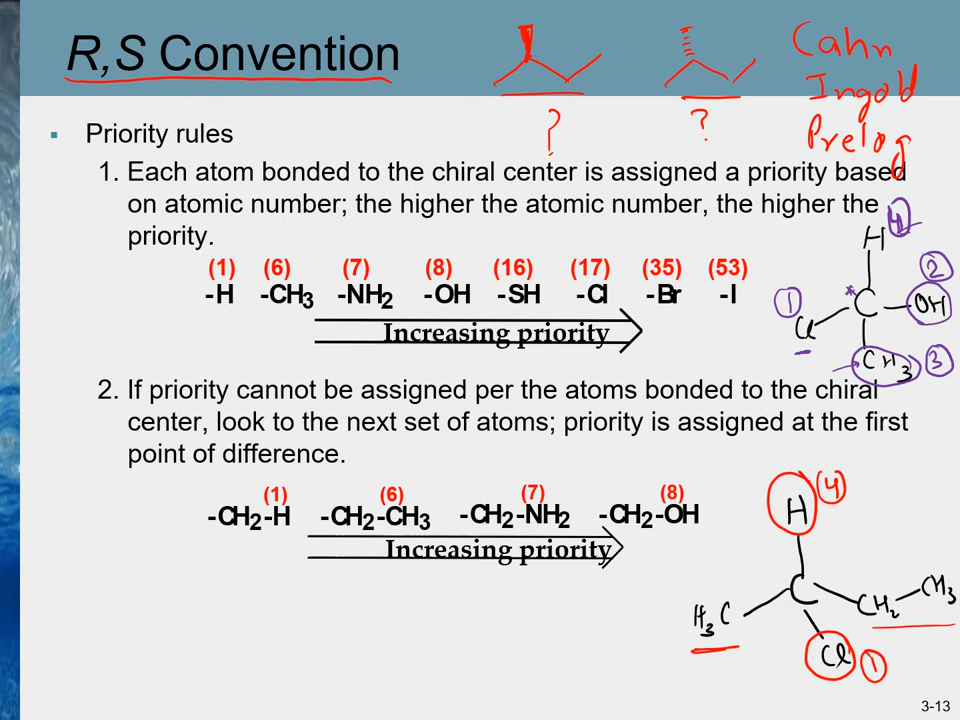 R,S Convention
Cahn
Ingold
Prelog
?
?
▪ Priority rules
1. Each atom bonded to the chiral center is assigned a priority based
on atomic number; the higher the atomic number, the higher the
priority.
(1) (6) (7) (8) (16) (17) (35) (53)
-H -CH3 -NH2 -OH -SH -Cl -Br -I
Increasing priority
H 4
1 Cl * C OH 2
CH3 3
2. If priority cannot be assigned per the atoms bonded to the chiral
center, look to the next set of atoms; priority is assigned at the first
point of difference.
(1) (6) (7) (8)
-CH2-H -CH2-CH3 -CH2-NH2 -CH2-OH
Increasing priority
H 4
H3C C CH2 CH3
Cl 1
3-13